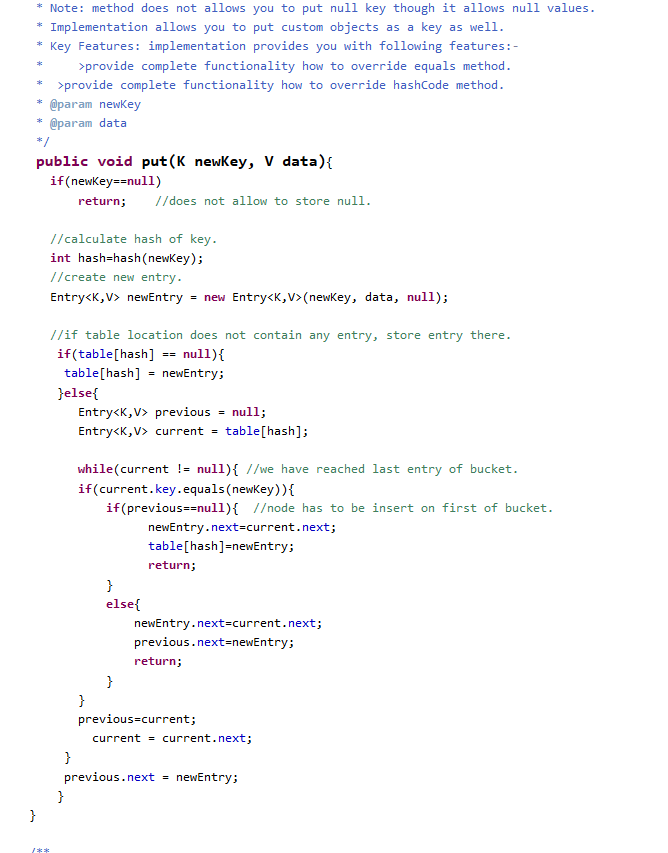 * Note: method does not allows you to put null key though it allows null values.
* Implementation allows you to put custom objects as a key as well.
* Key Features: implementation provides you with following features:-
*     >provide complete functionality how to override equals method.
*  >provide complete functionality how to override hashCode method.
* @param newKey
* @param data
*/
public void put(K newKey, V data){
if(newKey==null)
return;    //does not allow to store null.
//calculate hash of key.
int hash=hash(newKey);
//create new entry.
Entry<K,V> newEntry = new Entry<K,V>(newKey, data, null);
//if table location does not contain any entry, store entry there.
if(table[hash] == null){
table[hash] = newEntry;
}else{
Entry<K,V> previous = null;
Entry<K,V> current = table[hash];
while(current != null){ //we have reached last entry of bucket.
if(current.key.equals(newKey)){
if(previous==null){  //node has to be insert on first of bucket.
newEntry.next=current.next;
table[hash]=newEntry;
return;
}
else{
newEntry.next=current.next;
previous.next=newEntry;
return;
}
}
previous=current;
current = current.next;
}
previous.next = newEntry;
}
}
/**